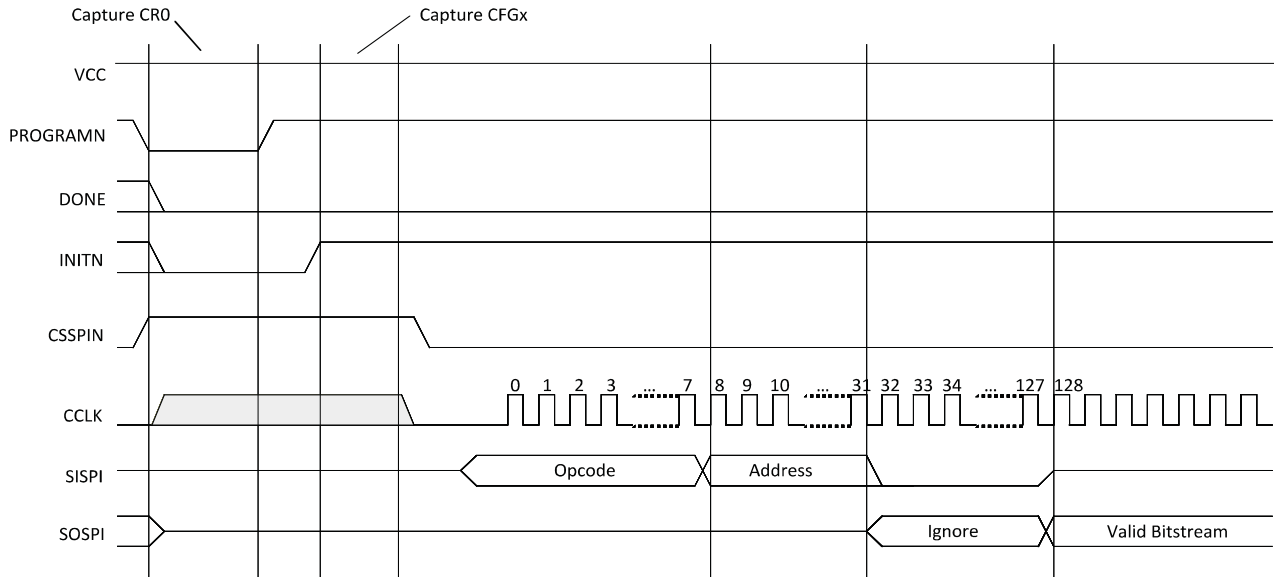 Capture CR0
Capture CFGx
VCC
PROGRAMN
DONE
INITN
CSSPIN
0 1 2 3 ... 7 8 9 10 ... 31 32 33 34 ... 127 128
CCLK
SISPI Opcode Address
SOSPI Ignore Valid Bitstream